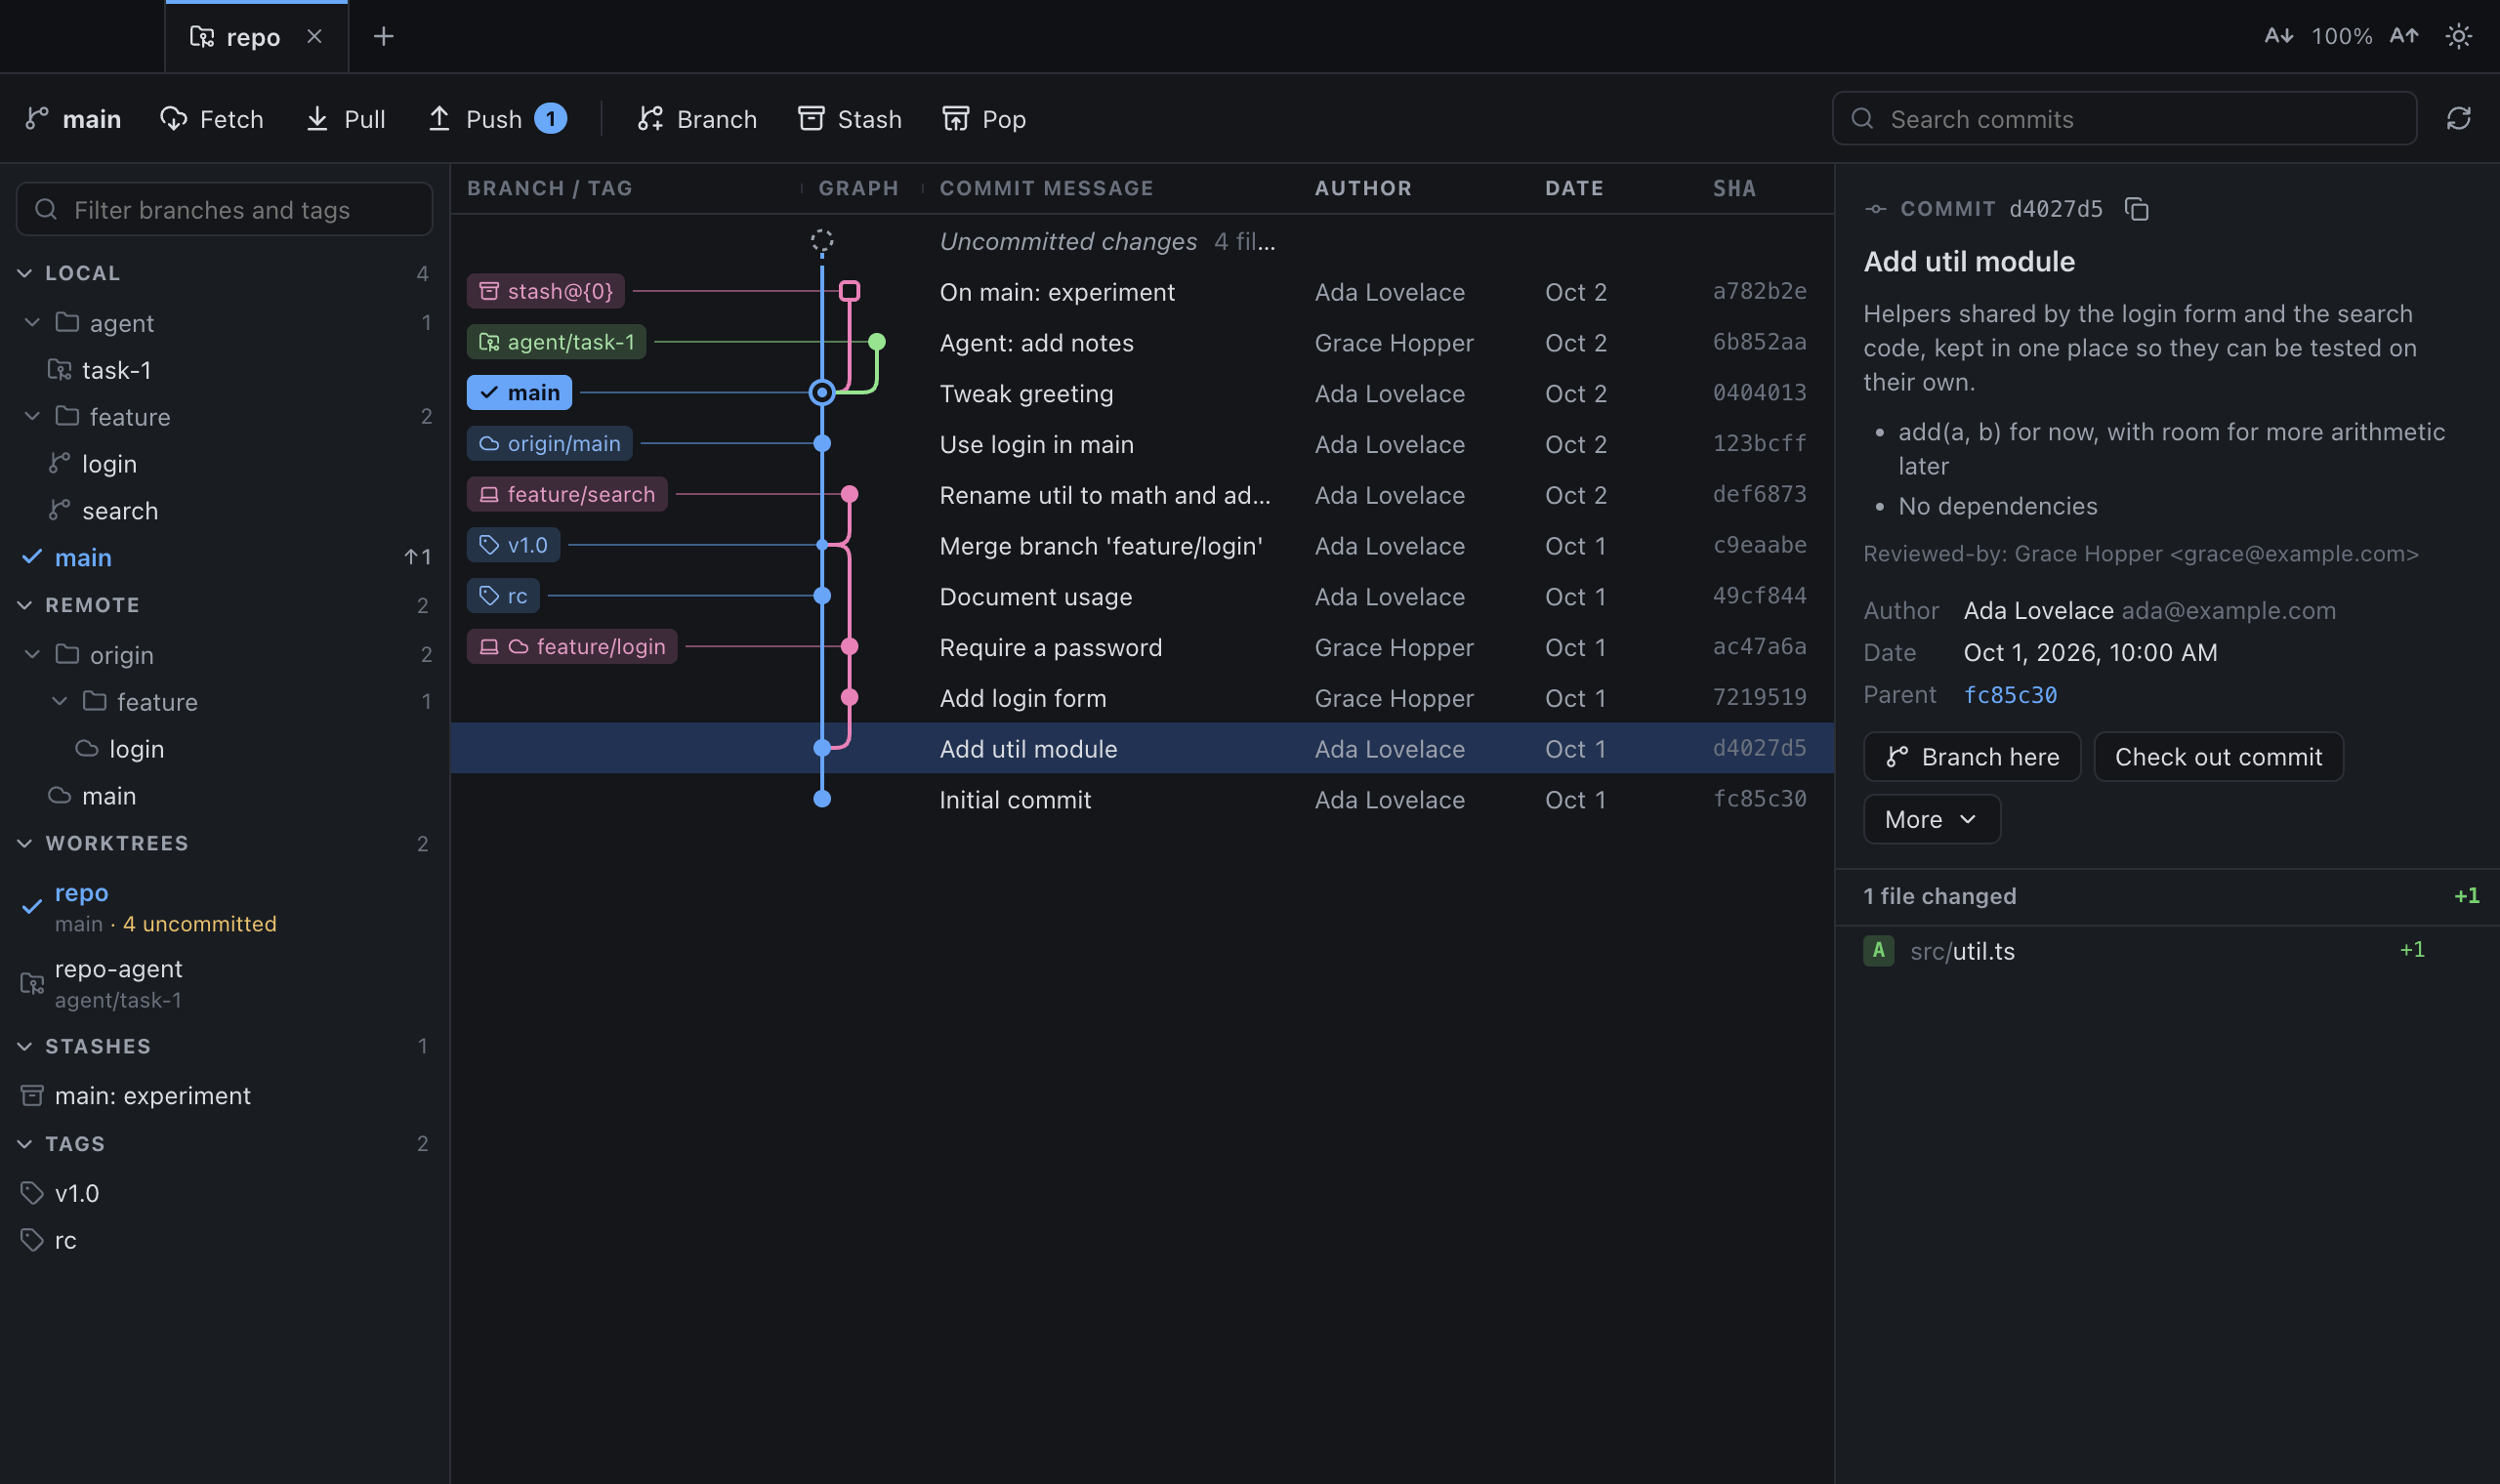 repo
100%
main Fetch Pull Push 1 Branch Stash Pop Search commits
Filter branches and tags
LOCAL 4
agent 1
task-1
feature 2
login
search
main ↑1
REMOTE 2
origin 2
feature 1
login
main
WORKTREES 2
repo
main · 4 uncommitted
repo-agent
agent/task-1
STASHES 1
main: experiment
TAGS 2
v1.0
rc
BRANCH / TAG GRAPH COMMIT MESSAGE AUTHOR DATE SHA
Uncommitted changes 4 fil...
stash@{0} On main: experiment Ada Lovelace Oct 2 a782b2e
agent/task-1 Agent: add notes Grace Hopper Oct 2 6b852aa
main Tweak greeting Ada Lovelace Oct 2 0404013
origin/main Use login in main Ada Lovelace Oct 2 123bcff
feature/search Rename util to math and ad... Ada Lovelace Oct 2 def6873
v1.0 Merge branch 'feature/login' Ada Lovelace Oct 1 c9eaabe
rc Document usage Ada Lovelace Oct 1 49cf844
feature/login Require a password Grace Hopper Oct 1 ac47a6a
Add login form Grace Hopper Oct 1 7219519
Add util module Ada Lovelace Oct 1 d4027d5
Initial commit Ada Lovelace Oct 1 fc85c30
COMMIT d4027d5
Add util module
Helpers shared by the login form and the search
code, kept in one place so they can be tested on
their own.
• add(a, b) for now, with room for more arithmetic
later
• No dependencies
Reviewed-by: Grace Hopper <grace@example.com>
Author Ada Lovelace ada@example.com
Date Oct 1, 2026, 10:00 AM
Parent fc85c30
Branch here Check out commit
More
1 file changed +1
A src/util.ts +1